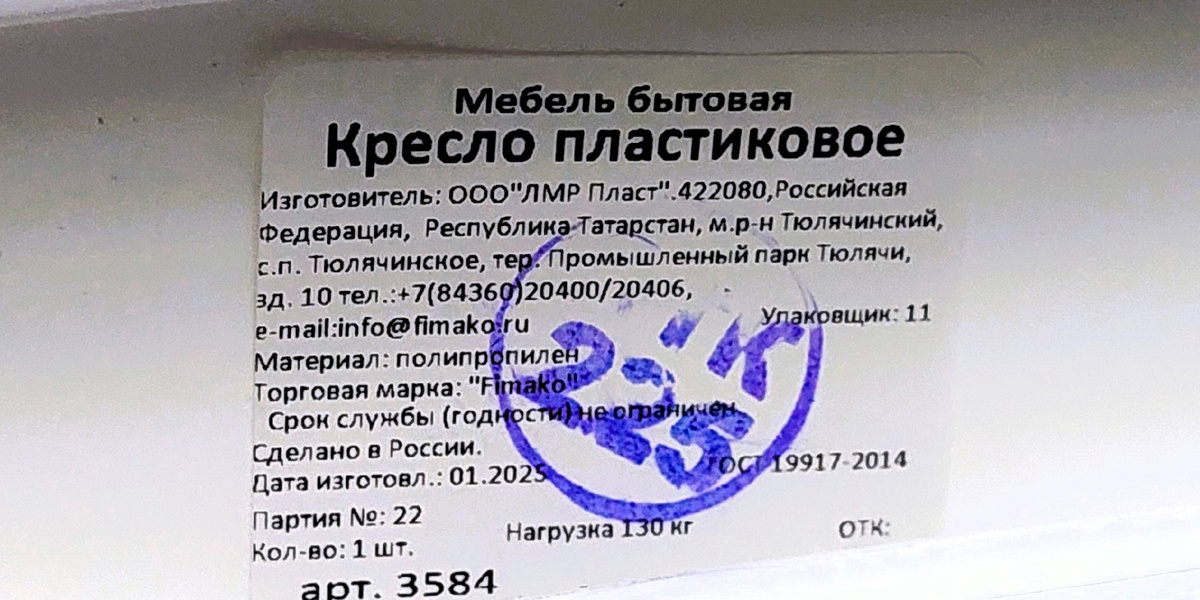 Мебель бытовая
Кресло пластиковое
Изготовитель: ООО"ЛМР Пласт".422080,Российская
Федерация, Республика Татарстан, м.р-н Тюлячинский,
с.п. Тюлячинское, тер. Промышленный парк Тюлячи,
зд. 10 тел.:+7(84360)20400/20406,
e-mail:info@fimako.ru
Упаковщик: 11
Материал: полипропилен
Торговая марка: "Fimako"
Срок службы (годности) не ограничен.
Сделано в России.
Дата изготовл.: 01.2025
ГОСТ 19917-2014
Партия №: 22
Нагрузка 130 кг
ОТК:
Кол-во: 1 шт.
арт. 3584